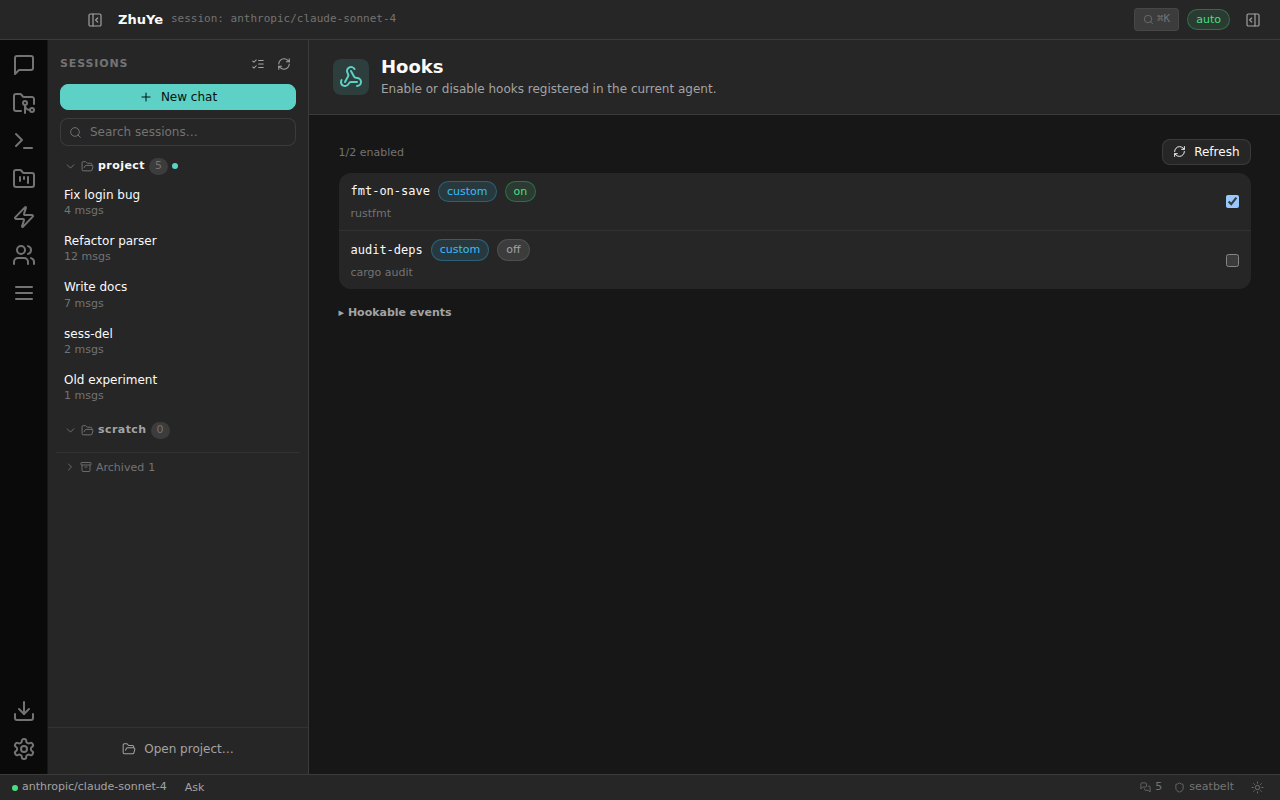 ZhuYe session: anthropic/claude-sonnet-4
⌘K
auto
SESSIONS
New chat
Search sessions…
project 5
Fix login bug
4 msgs
Refactor parser
12 msgs
Write docs
7 msgs
sess-del
2 msgs
Old experiment
1 msgs
scratch 0
Archived 1
Open project…
Hooks
Enable or disable hooks registered in the current agent.
1/2 enabled
Refresh
fmt-on-save custom on
rustfmt
audit-deps custom off
cargo audit
▸ Hookable events
anthropic/claude-sonnet-4 Ask
5 seatbelt